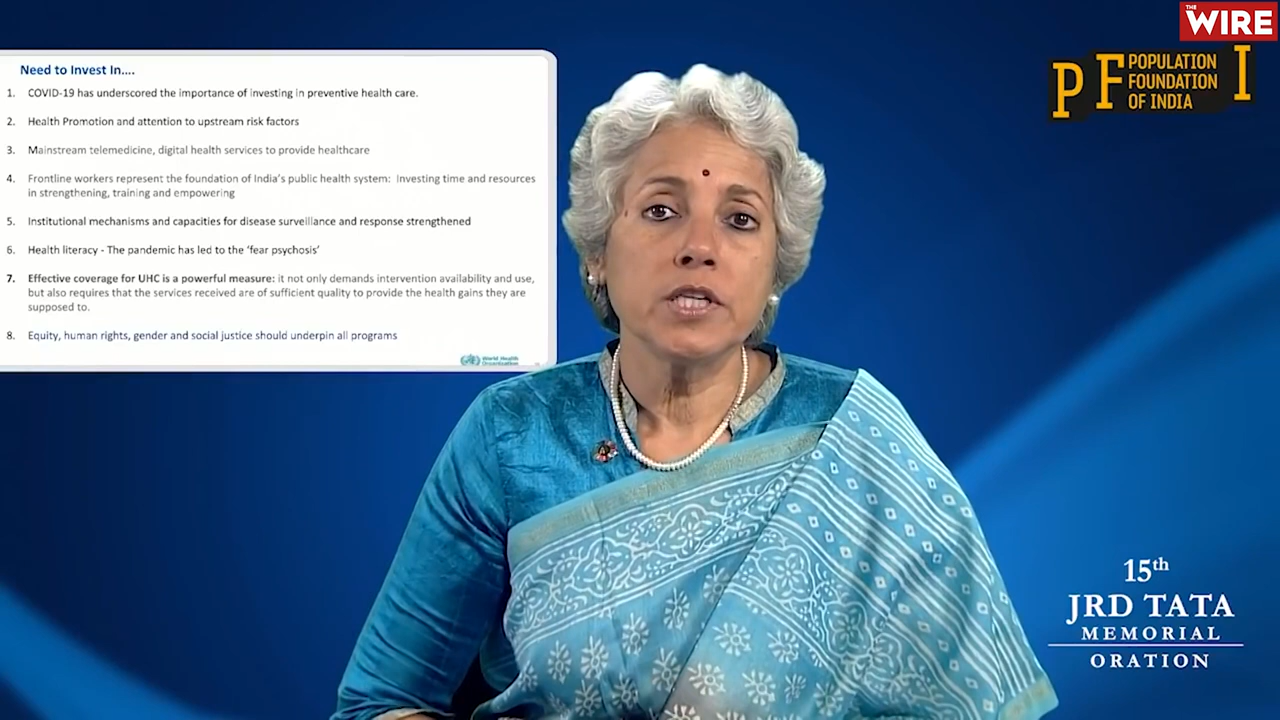 THE
WIRE
P F POPULATION FOUNDATION OF INDIA I
Need to Invest In....
1. COVID-19 has underscored the importance of investing in preventive health care.
2. Health Promotion and attention to upstream risk factors
3. Mainstream telemedicine, digital health services to provide healthcare
4. Frontline workers represent the foundation of India's public health system: Investing time and resources
in strengthening, training and empowering
5. Institutional mechanisms and capacities for disease surveillance and response strengthened
6. Health literacy - The pandemic has led to the 'fear psychosis'
7. Effective coverage for UHC is a powerful measure: it not only demands intervention availability and use,
but also requires that the services received are of sufficient quality to provide the health gains they are
supposed to.
8. Equity, human rights, gender and social justice should underpin all programs
World Health
Organization
15th
JRD TATA
MEMORIAL
ORATION